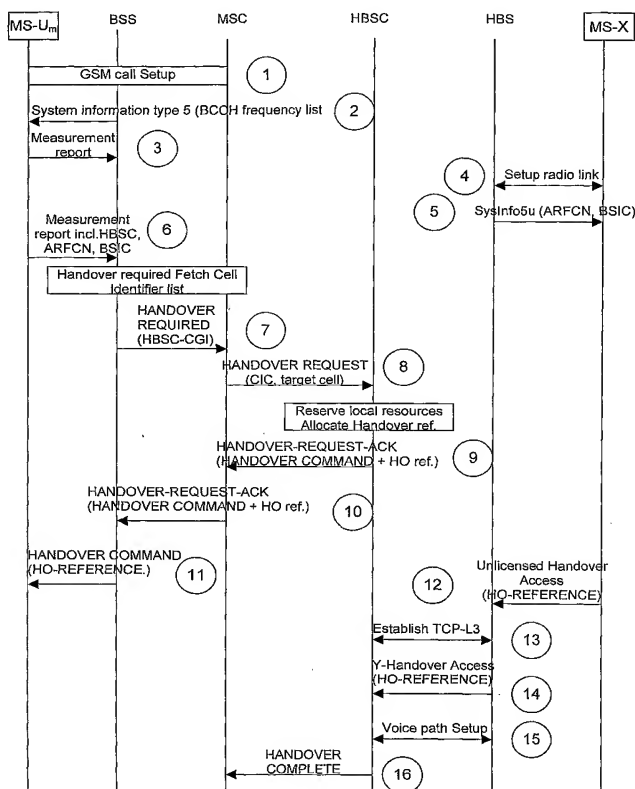 MS-Um
BSS
MSC
HBSC
HBS
MS-X
GSM call Setup
1
System information type 5 (BCCH frequency list
2
Measurement
report
3
4
Setup radio link
5
SysInfo5u (ARFCN, BSIC)
Measurement
report incl.HBSC,
ARFCN, BSIC
6
Handover required Fetch Cell
Identifier list
HANDOVER
REQUIRED
(HBSC-CGI)
7
HANDOVER REQUEST
(CIC, target cell)
8
Reserve local resources
Allocate Handover ref.
HANDOVER-REQUEST-ACK
(HANDOVER COMMAND + HO ref.)
9
HANDOVER-REQUEST-ACK
(HANDOVER COMMAND + HO ref.)
10
HANDOVER COMMAND
(HO-REFERENCE.)
11
12
Unlicensed Handover
Access
(HO-REFERENCE)
Establish TCP-L3
13
Y-Handover Access
(HO-REFERENCE)
14
Voice path Setup
15
HANDOVER
COMPLETE
16